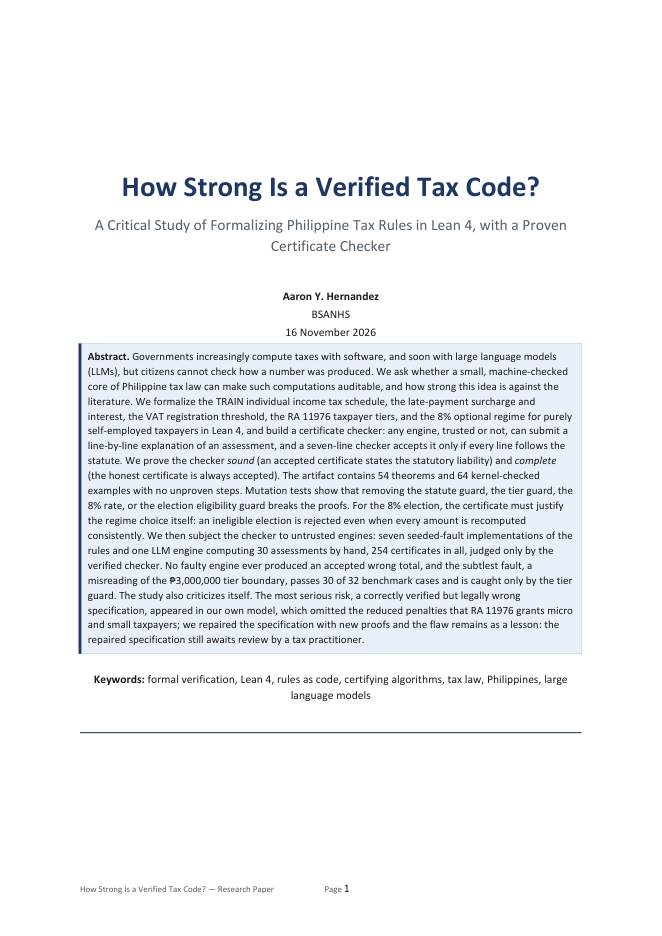 How Strong Is a Verified Tax Code?
A Critical Study of Formalizing Philippine Tax Rules in Lean 4, with a Proven
Certificate Checker
Aaron Y. Hernandez
BSANHS
16 November 2026
Abstract. Governments increasingly compute taxes with software, and soon with large language models
(LLMs), but citizens cannot check how a number was produced. We ask whether a small, machine-checked
core of Philippine tax law can make such computations auditable, and how strong this idea is against the
literature. We formalize the TRAIN individual income tax schedule, the late-payment surcharge and
interest, the VAT registration threshold, the RA 11976 taxpayer tiers, and the 8% optional regime for purely
self-employed taxpayers in Lean 4, and build a certificate checker: any engine, trusted or not, can submit a
line-by-line explanation of an assessment, and a seven-line checker accepts it only if every line follows the
statute. We prove the checker sound (an accepted certificate states the statutory liability) and complete
(the honest certificate is always accepted). The artifact contains 54 theorems and 64 kernel-checked
examples with no unproven steps. Mutation tests show that removing the statute guard, the tier guard, the
8% rate, or the election eligibility guard breaks the proofs. For the 8% election, the certificate must justify
the regime choice itself: an ineligible election is rejected even when every amount is recomputed
consistently. We then subject the checker to untrusted engines: seven seeded-fault implementations of the
rules and one LLM engine computing 30 assessments by hand, 254 certificates in all, judged only by the
verified checker. No faulty engine ever produced an accepted wrong total, and the subtlest fault, a
misreading of the ₱3,000,000 tier boundary, passes 30 of 32 benchmark cases and is caught only by the tier
guard. The study also criticizes itself. The most serious risk, a correctly verified but legally wrong
specification, appeared in our own model, which omitted the reduced penalties that RA 11976 grants micro
and small taxpayers; we repaired the specification with new proofs and the flaw remains as a lesson: the
repaired specification still awaits review by a tax practitioner.
Keywords: formal verification, Lean 4, rules as code, certifying algorithms, tax law, Philippines, large
language models
How Strong Is a Verified Tax Code? — Research Paper Page 1